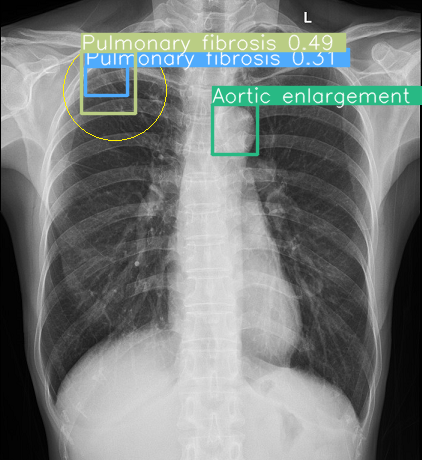 L
Pulmonary fibrosis 0.49
Pulmonary fibrosis 0.31
Aortic enlargement